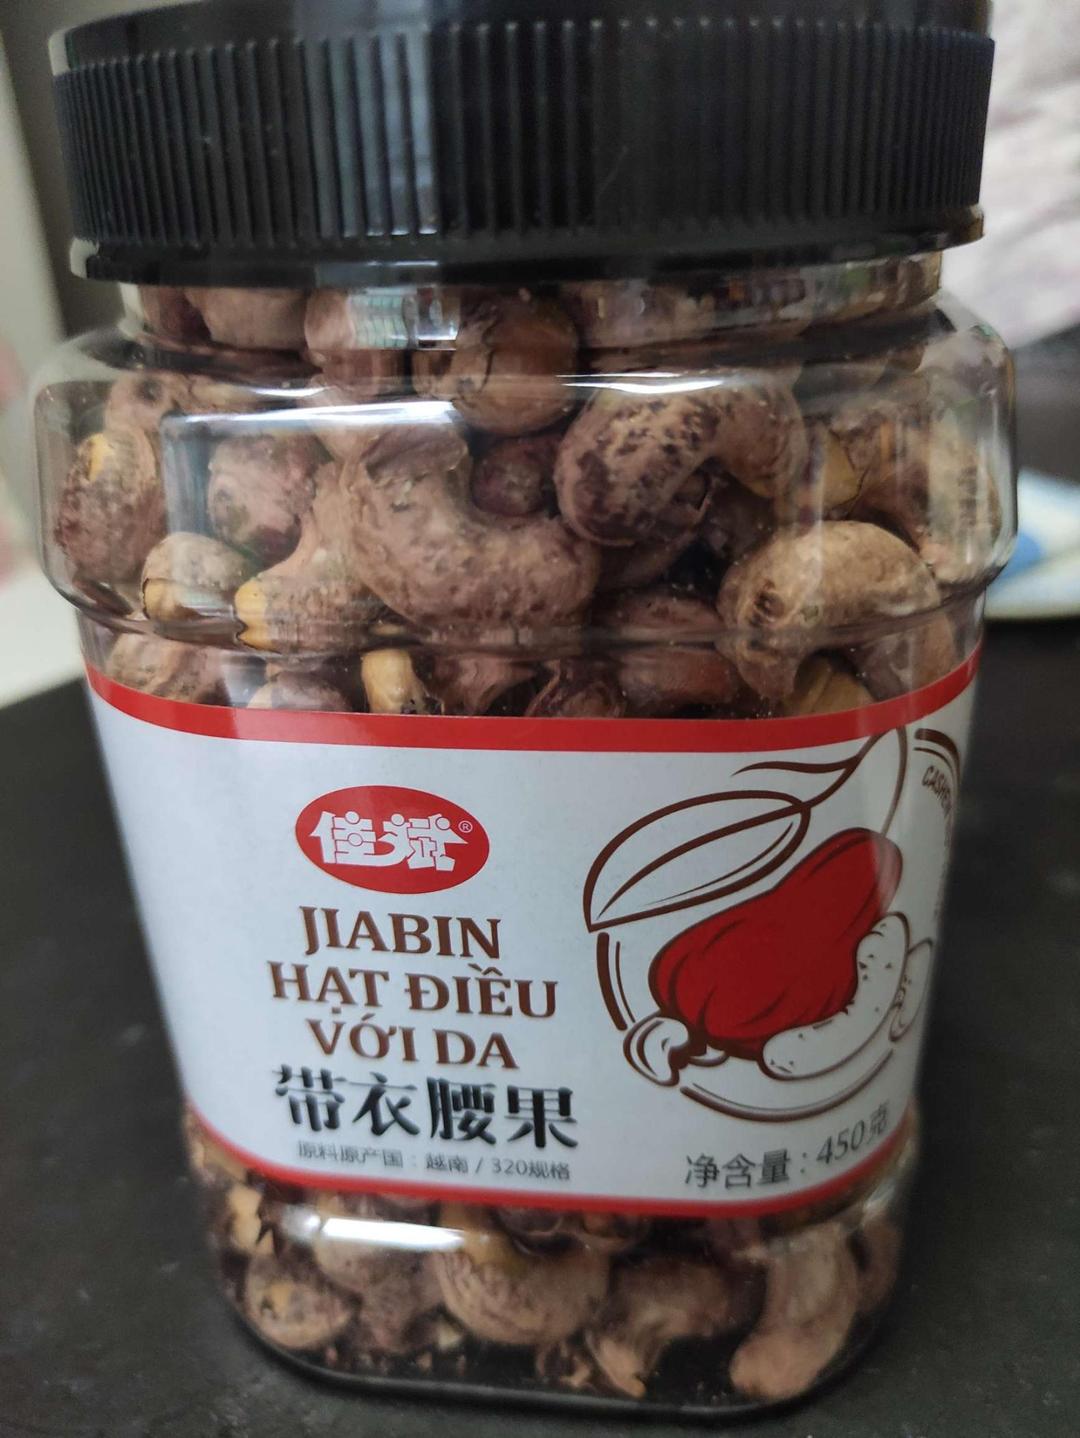 佳斌®
JIABIN
HẠT ĐIỀU
VỚI DA
带衣腰果
原料原产国：越南 / 320规格
净含量：450克